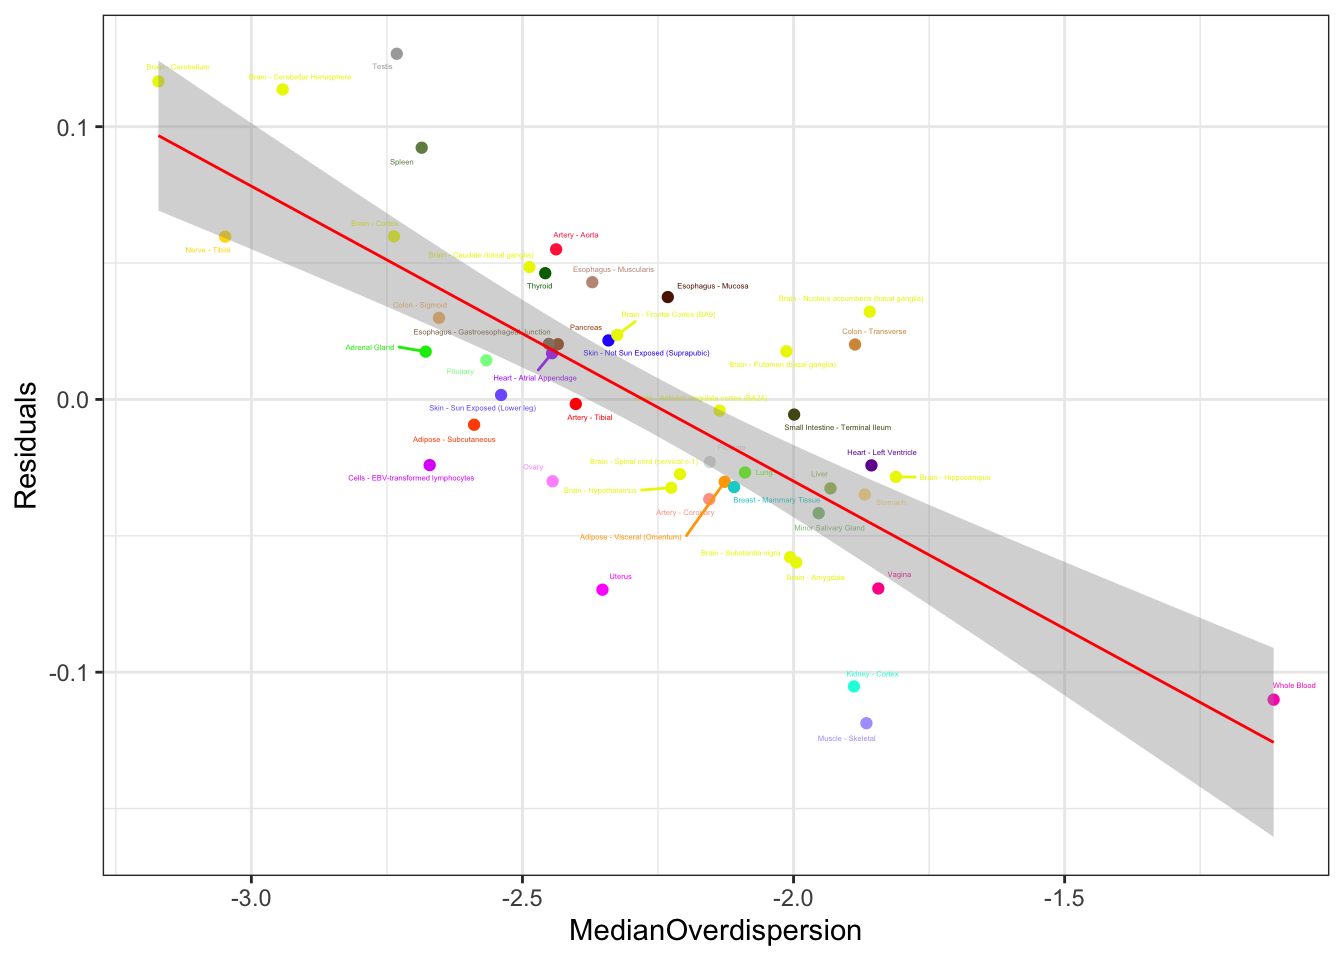 Brain - Cerebellum
Testis
Brain - Cerebellar Hemisphere
0.1
Spleen
Brain - Cortex
Artery - Aorta
Nerve - Tibial
Brain - Caudate (basal ganglia)
Esophagus - Muscularis
Thyroid
Esophagus - Mucosa
Brain - Nucleus accumbens (basal ganglia)
Colon - Sigmoid
Brain - Frontal Cortex (BA9)
Pancreas
Esophagus - Gastroesophageal Junction
Colon - Transverse
Adrenal Gland
Skin - Not Sun Exposed (Suprapubic)
Brain - Putamen (basal ganglia)
Pituitary
Heart - Atrial Appendage
0.0
Skin - Sun Exposed (Lower leg)
Artery - Tibial
Small Intestine - Terminal Ileum
Adipose - Subcutaneous
Heart - Left Ventricle
Brain - Spinal cord (cervical c-1)
Ovary
Lung
Liver
Cells - EBV-transformed lymphocytes
Brain - Hippocampus
Brain - Hypothalamus
Breast - Mammary Tissue
Stomach
Artery - Coronary
Minor Salivary Gland
Adipose - Visceral (Omentum)
Brain - Substantia nigra
Uterus
Brain - Amygdala
Vagina
-0.1
Kidney - Cortex
Whole Blood
Muscle - Skeletal
Residuals
-3.0
-2.5
-2.0
-1.5
MedianOverdispersion